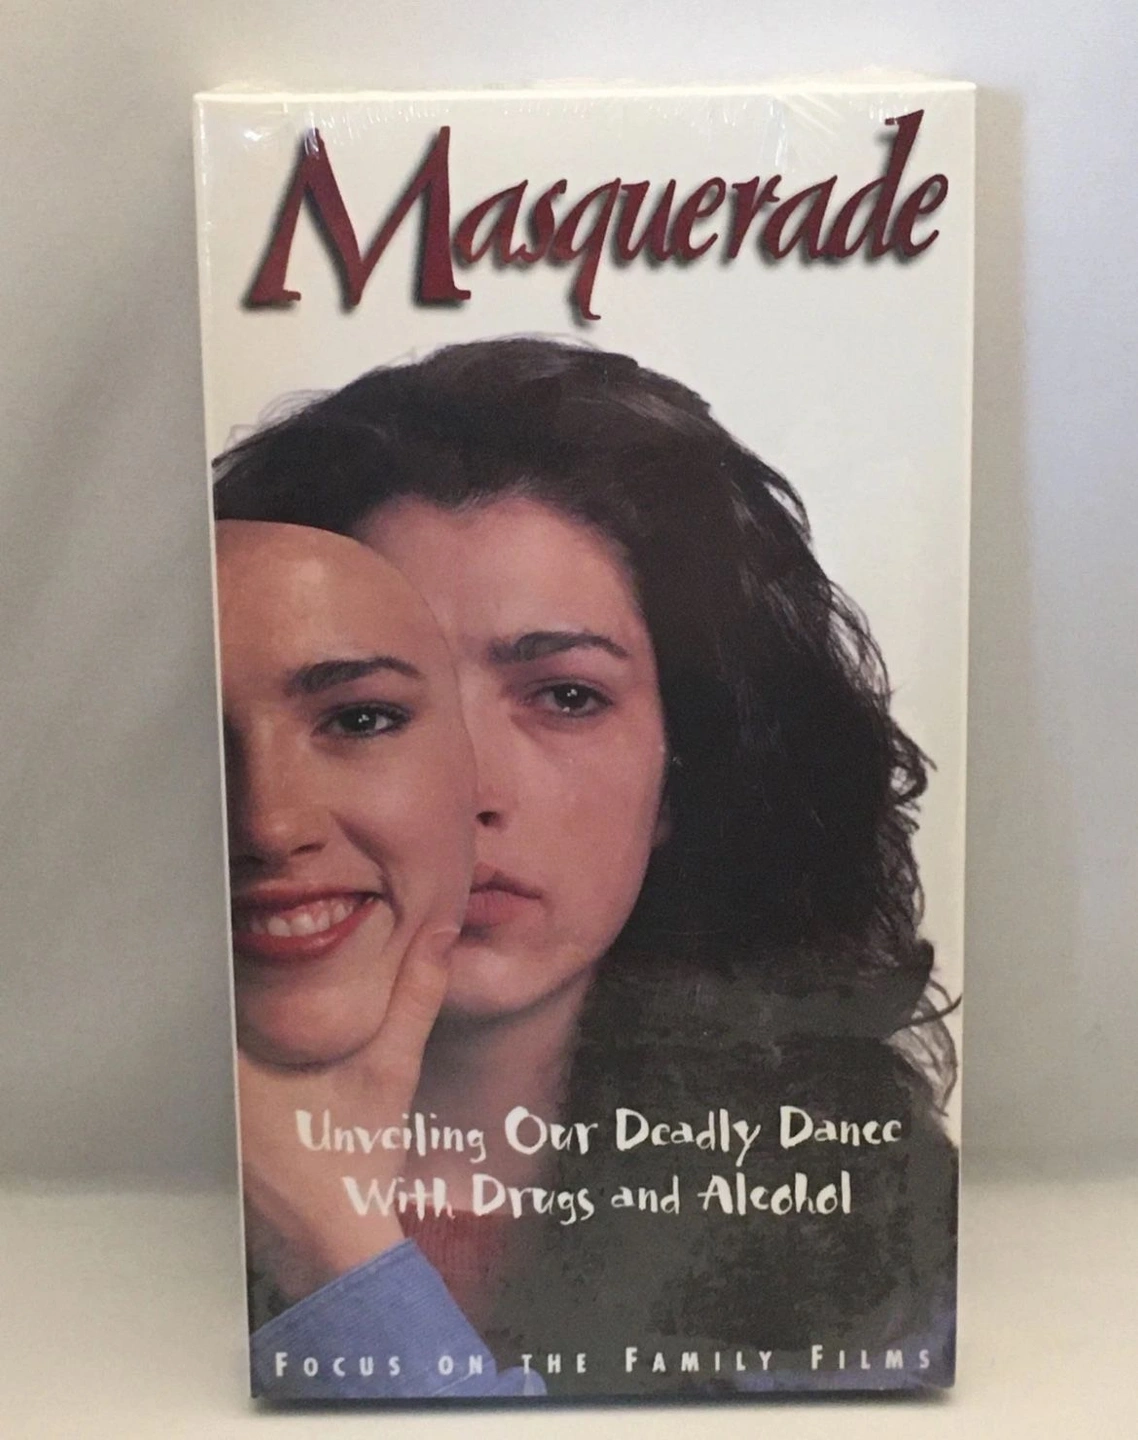 Masquerade
Unveiling Our Deadly Dance
With Drugs and Alcohol
FOCUS ON THE FAMILY FILMS